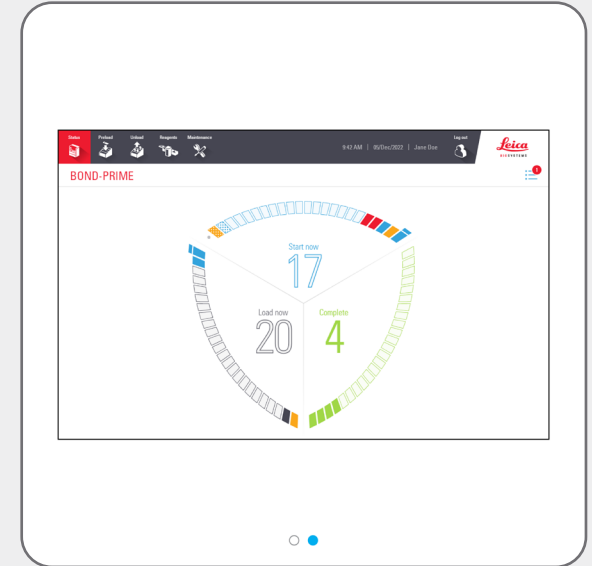 Status Preload Unload Reagents Maintenance
9:42 AM | 05/Dec/2022 | Jane Doe
Log out
Leica
BIOSYSTEMS
BOND-PRIME
1
Start now
17
Load now
20
Complete
4